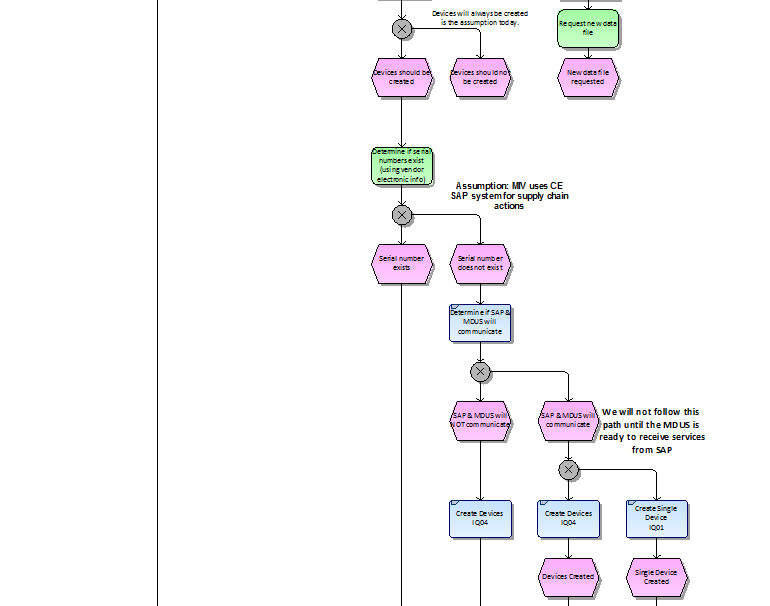 Devices will always be created
is the assumption today.
Request new data
file
Devices should be
created
Devices should not
be created
New data file
requested
Determine if serial
numbers exist
(using vendor
electronic info)
Assumption: MIV uses CE
SAP system for supply chain
actions
Serial number
exists
Serial number
does not exist
Determine if SAP &
MDUS will
communicate
SAP & MDUS will
NOT communicate
SAP & MDUS will
communicate
We will not follow this
path until the MDUS is
ready to receive services
from SAP
Create Devices
IQ04
Create Devices
IQ04
Create Single
Device
IQ01
Devices Created
Single Device
Created